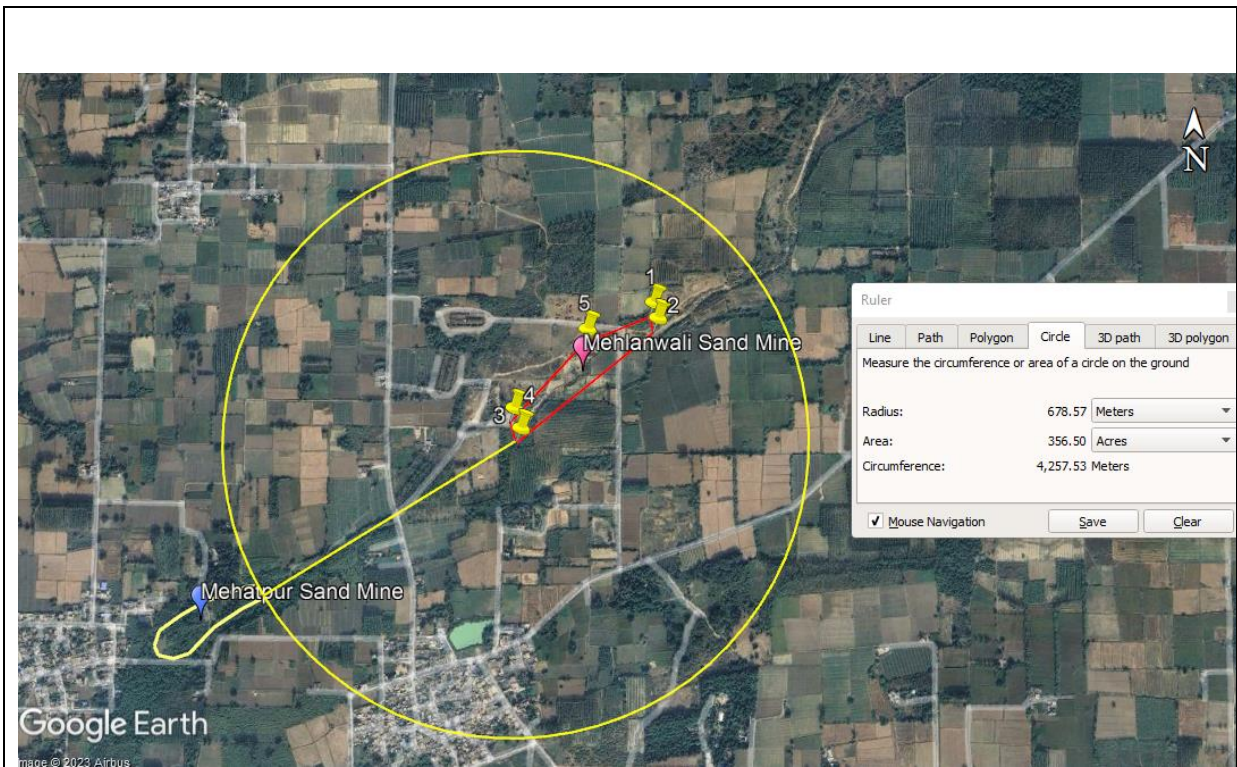 N
Ruler
Line Path Polygon Circle 3D path 3D polygon
Measure the circumference or area of a circle on the ground
Radius: 678.57 Meters
Area: 356.50 Acres
Circumference: 4,257.53 Meters
Mouse Navigation Save Clear
1
2
5
Mehlanwali Sand Mine
4
3
Mehatpur Sand Mine
Google Earth
mage © 2023 Airbus